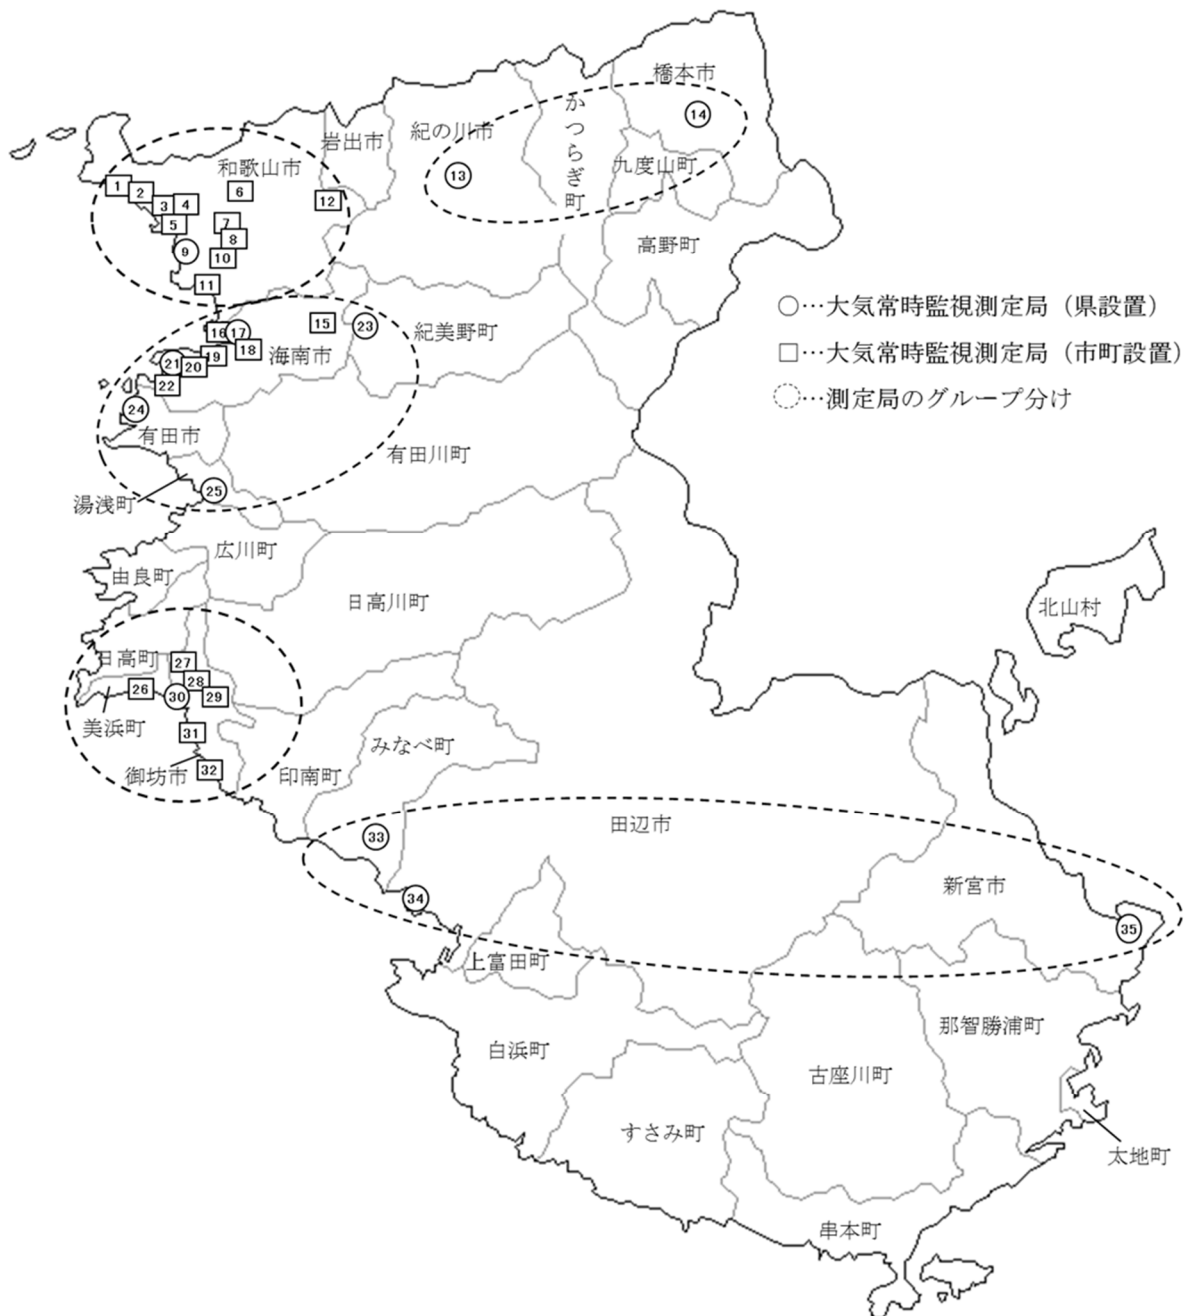 橋本市
かつらぎ町
14
紀の川市
岩出市
九度山町
和歌山市
13
1
2
3
4
5
6
7
8
9
10
11
12
高野町
○…大気常時監視測定局（県設置）
□…大気常時監視測定局（市町設置）
…測定局のグループ分け
15
16
17
18
19
20
21
22
23
24
25
海南市
紀美野町
有田市
有田川町
湯浅町
広川町
由良町
日高川町
北山村
日高町
26
27
28
29
30
31
32
美浜町
御坊市
印南町
みなべ町
33
田辺市
34
新宮市
35
上富田町
那智勝浦町
白浜町
古座川町
すさみ町
太地町
串本町